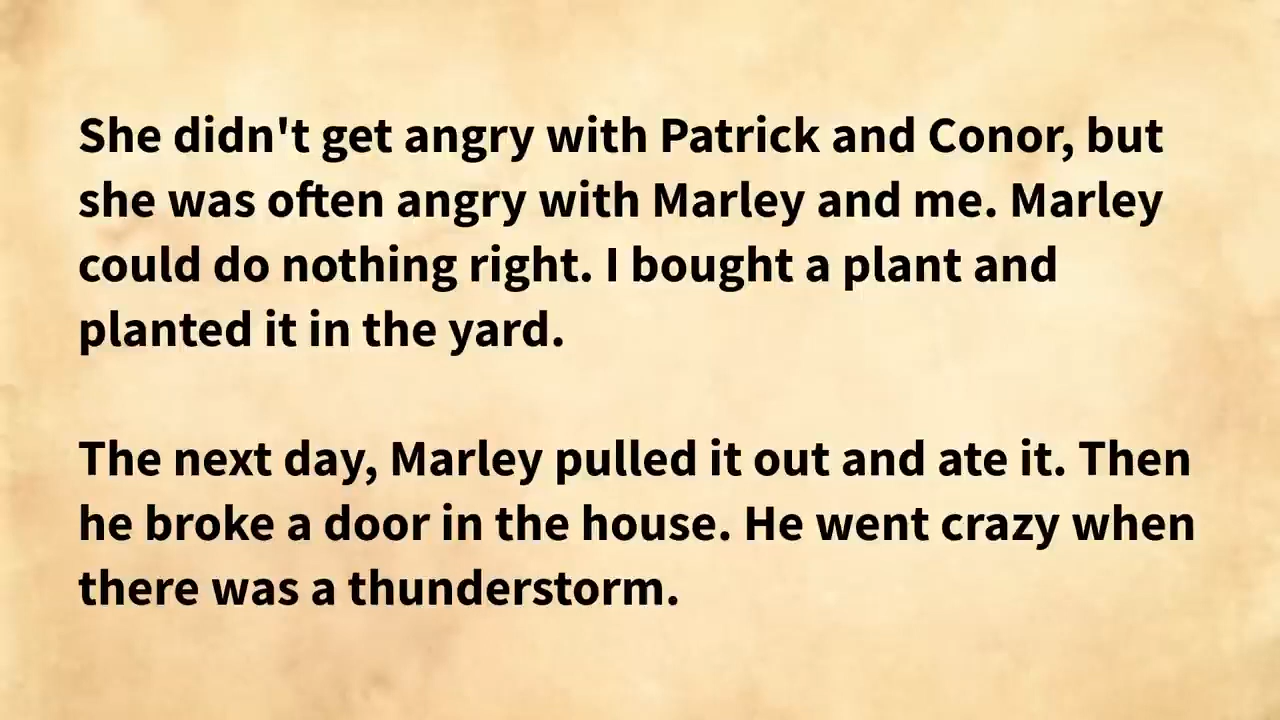 She didn't get angry with Patrick and Conor, but
she was often angry with Marley and me. Marley
could do nothing right. I bought a plant and
planted it in the yard.
The next day, Marley pulled it out and ate it. Then
he broke a door in the house. He went crazy when
there was a thunderstorm.